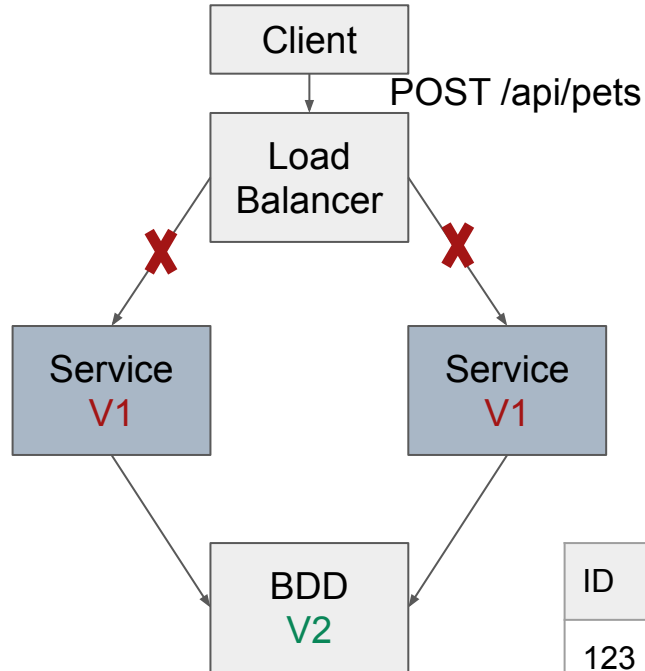 Client
POST /api/pets
Load
Balancer
Service
V1
Service
V1
BDD
V2
ID
123